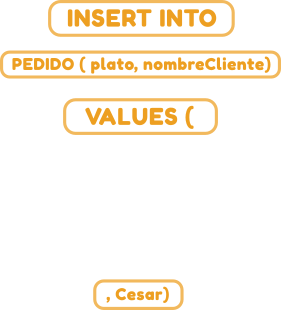 INSERT INTO
PEDIDO ( plato, nombreCliente)
VALUES (
, Cesar)